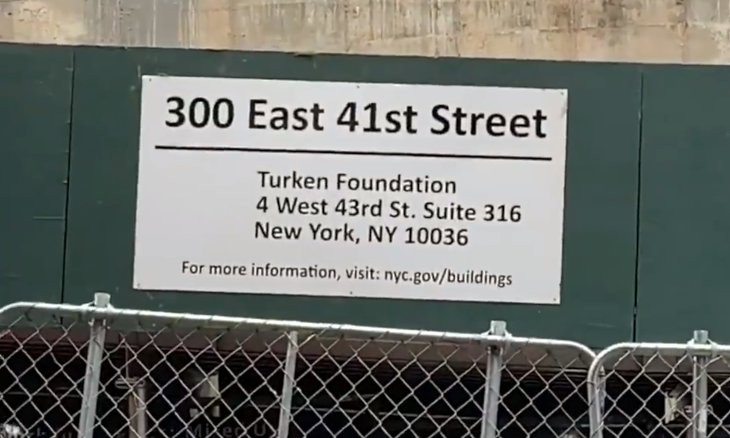 300 East 41st Street
Turken Foundation
4 West 43rd St. Suite 316
New York, NY 10036
For more information, visit: nyc.gov/buildings